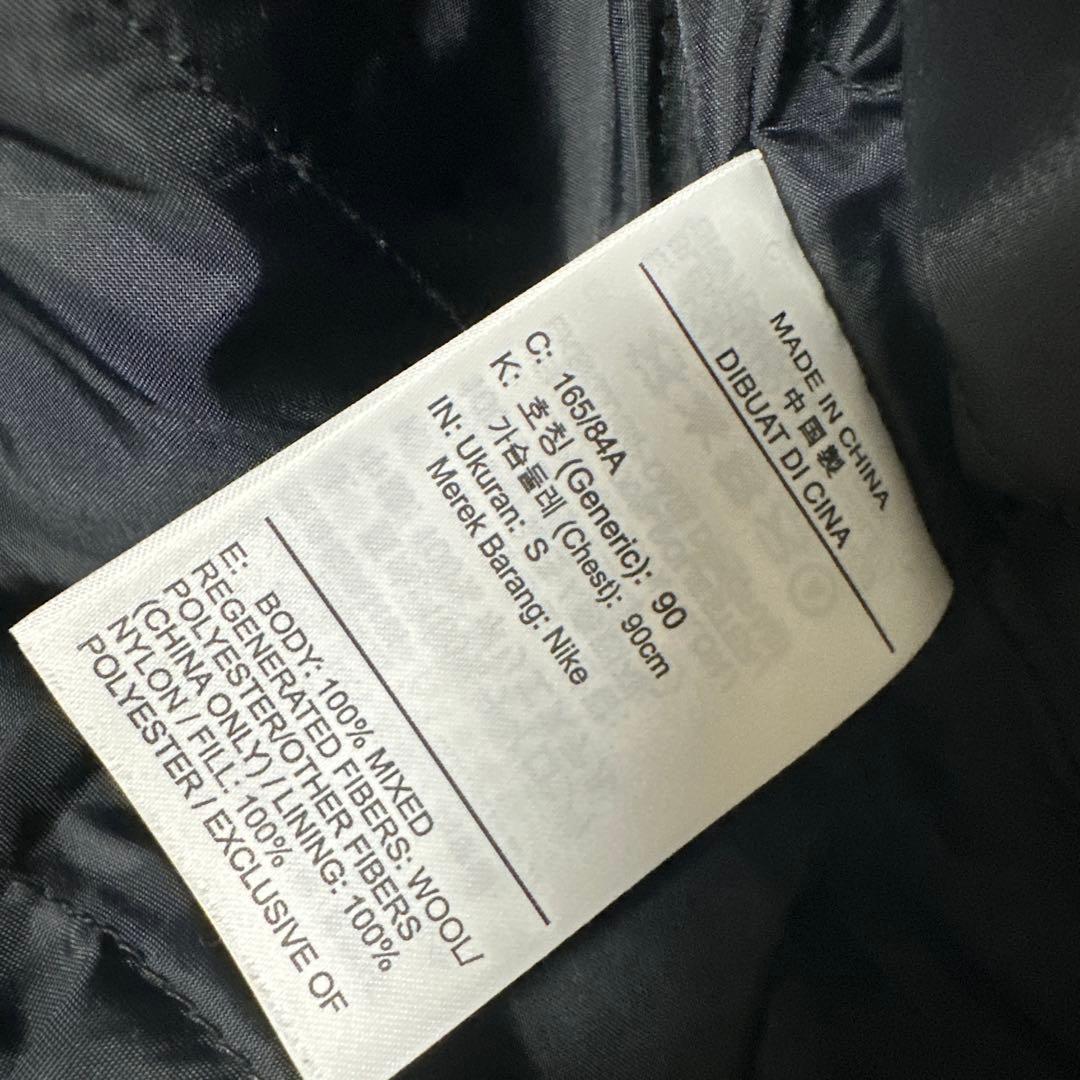 MADE IN CHINA
中国製
DIBUAT DI CINA
C: 165/84A
K: 호칭 (Generic): 90
가슴둘레 (Chest): 90cm
IN: Ukuran: S
Merek Barang: Nike
E: BODY: 100% MIXED
REGENERATED FIBERS: WOOL/
POLYESTER/OTHER FIBERS
(CHINA ONLY) / LINING: 100%
NYLON / FILL: 100%
POLYESTER / EXCLUSIVE OF